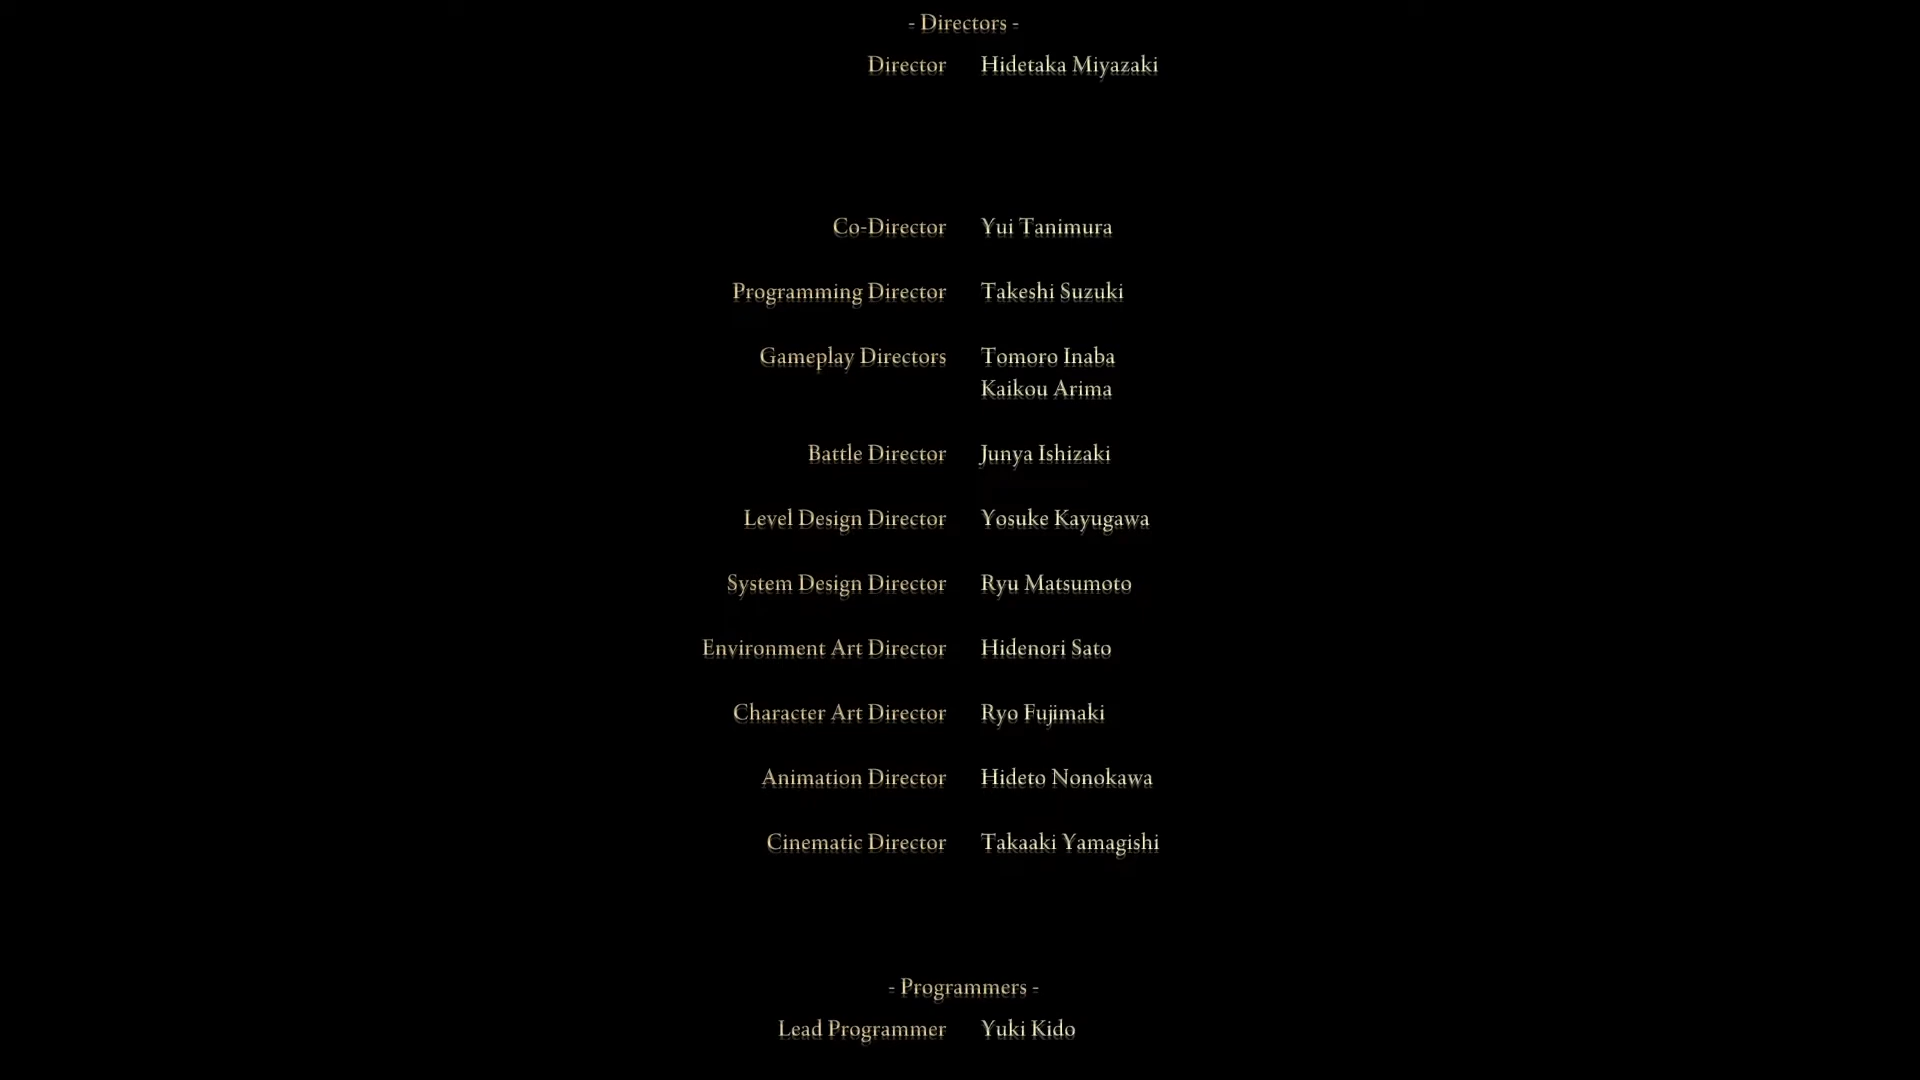 - Directors -
Director Hidetaka Miyazaki
Co-Director Yui Tanimura
Programming Director Takeshi Suzuki
Gameplay Directors Tomoro Inaba
Kaikou Arima
Battle Director Junya Ishizaki
Level Design Director Yosuke Kayugawa
System Design Director Ryu Matsumoto
Environment Art Director Hidenori Sato
Character Art Director Ryo Fujimaki
Animation Director Hideto Nonokawa
Cinematic Director Takaaki Yamagishi
- Programmers -
Lead Programmer Yuki Kido